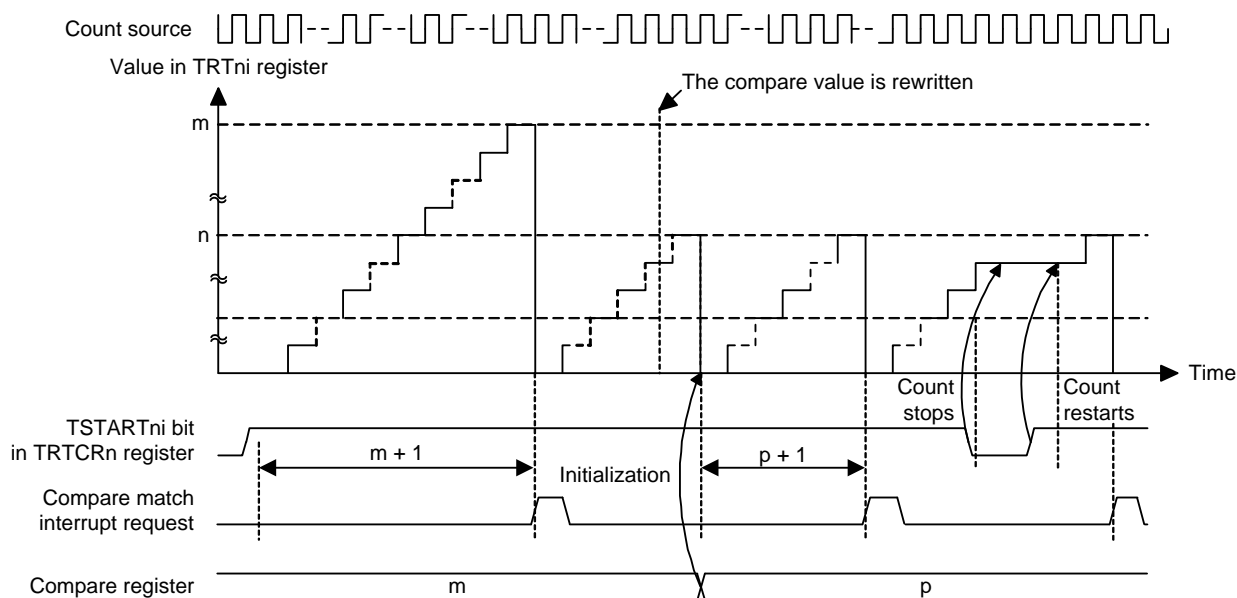 Count source
Value in TRTni register
The compare value is rewritten
m
n
Time
Count
stops
Count
restarts
TSTARTni bit
in TRTCRn register
m + 1
Initialization
p + 1
Compare match
interrupt request
Compare register
m
p